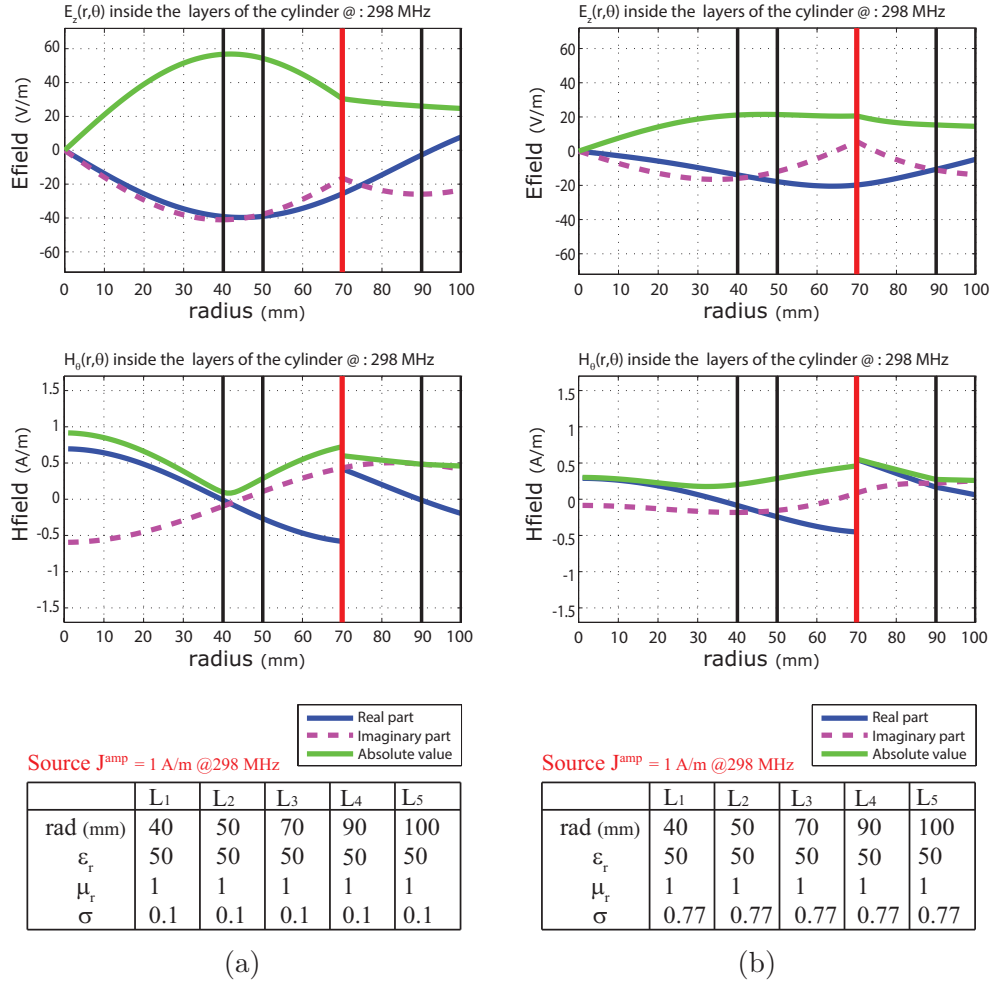 E_z(r,θ) inside the layers of the cylinder @ : 298 MHz
Efield (V/m)
60
40
20
0
-20
-40
-60
0 10 20 30 40 50 60 70 80 90 100
radius (mm)
E_z(r,θ) inside the layers of the cylinder @ : 298 MHz
Efield (V/m)
60
40
20
0
-20
-40
-60
0 10 20 30 40 50 60 70 80 90 100
radius (mm)
H_θ(r,θ) inside the layers of the cylinder @ : 298 MHz
Hfield (A/m)
1.5
1
0.5
0
-0.5
-1
-1.5
0 10 20 30 40 50 60 70 80 90 100
radius (mm)
H_θ(r,θ) inside the layers of the cylinder @ : 298 MHz
Hfield (A/m)
1.5
1
0.5
0
-0.5
-1
-1.5
0 10 20 30 40 50 60 70 80 90 100
radius (mm)
Real part
Imaginary part
Absolute value
Source J^amp = 1 A/m @298 MHz
L1 L2 L3 L4 L5
rad (mm) 40 50 70 90 100
ε_r 50 50 50 50 50
μ_r 1 1 1 1 1
σ 0.1 0.1 0.1 0.1 0.1
(a)
Real part
Imaginary part
Absolute value
Source J^amp = 1 A/m @298 MHz
L1 L2 L3 L4 L5
rad (mm) 40 50 70 90 100
ε_r 50 50 50 50 50
μ_r 1 1 1 1 1
σ 0.77 0.77 0.77 0.77 0.77
(b)